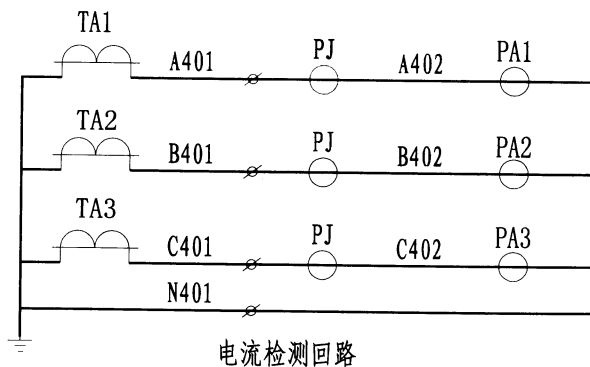 TA1
A401 PJ A402 PA1
TA2
B401 PJ B402 PA2
TA3
C401 PJ C402 PA3
N401
电流检测回路